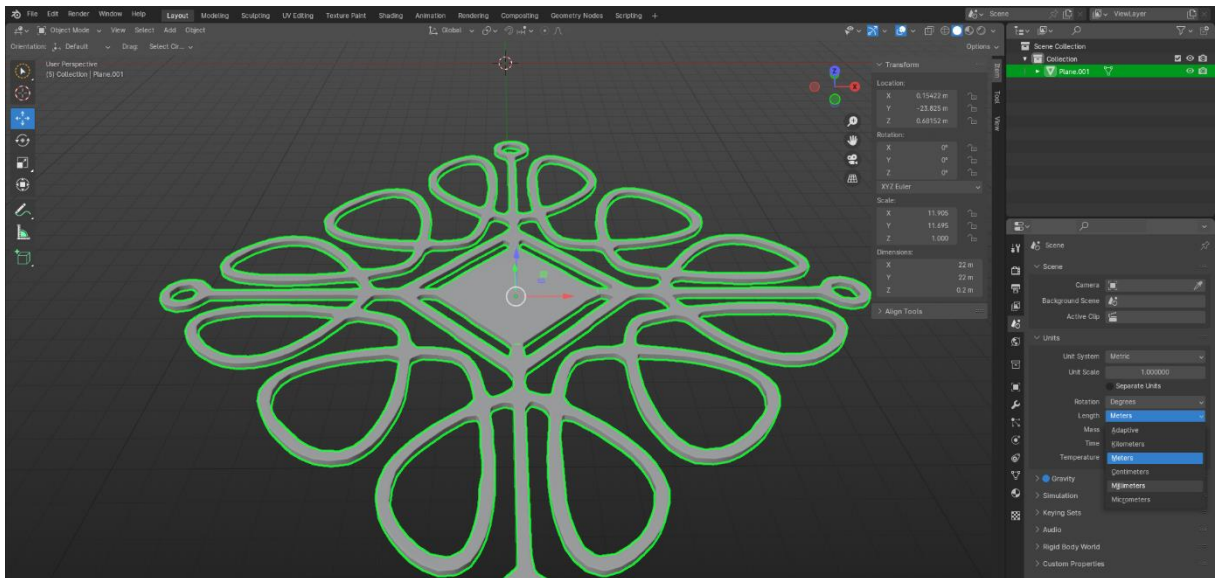 File Edit Render Window Help Layout Modeling Sculpting UV Editing Texture Paint Shading Animation Rendering Compositing Geometry Nodes Scripting + Scene ViewLayer
Object Mode View Select Add Object Global
Orientation: Default Drag: Select Cir... Options
User Perspective
(5) Collection | Plane.001
Z
X
Transform
Location:
X 0.15422 m
Y -23.825 m
Z 0.68152 m
Rotation:
X 0°
Y 0°
Z 0°
XYZ Euler
Scale:
X 11.905
Y 11.695
Z 1.000
Dimensions:
X 22 m
Y 22 m
Z 0.2 m
Align Tools
Item
Tool
View
Scene Collection
Collection
Plane.001
Scene
Scene
Camera
Background Scene
Active Clip
Units
Unit System Metric
Unit Scale 1.000000
Separate Units
Rotation Degrees
Length Meters
Mass Adaptive
Time Kilometers
Temperature Meters
Centimeters
Gravity
Millimeters
Simulation
Micrometers
Keying Sets
Audio
Rigid Body World
Custom Properties